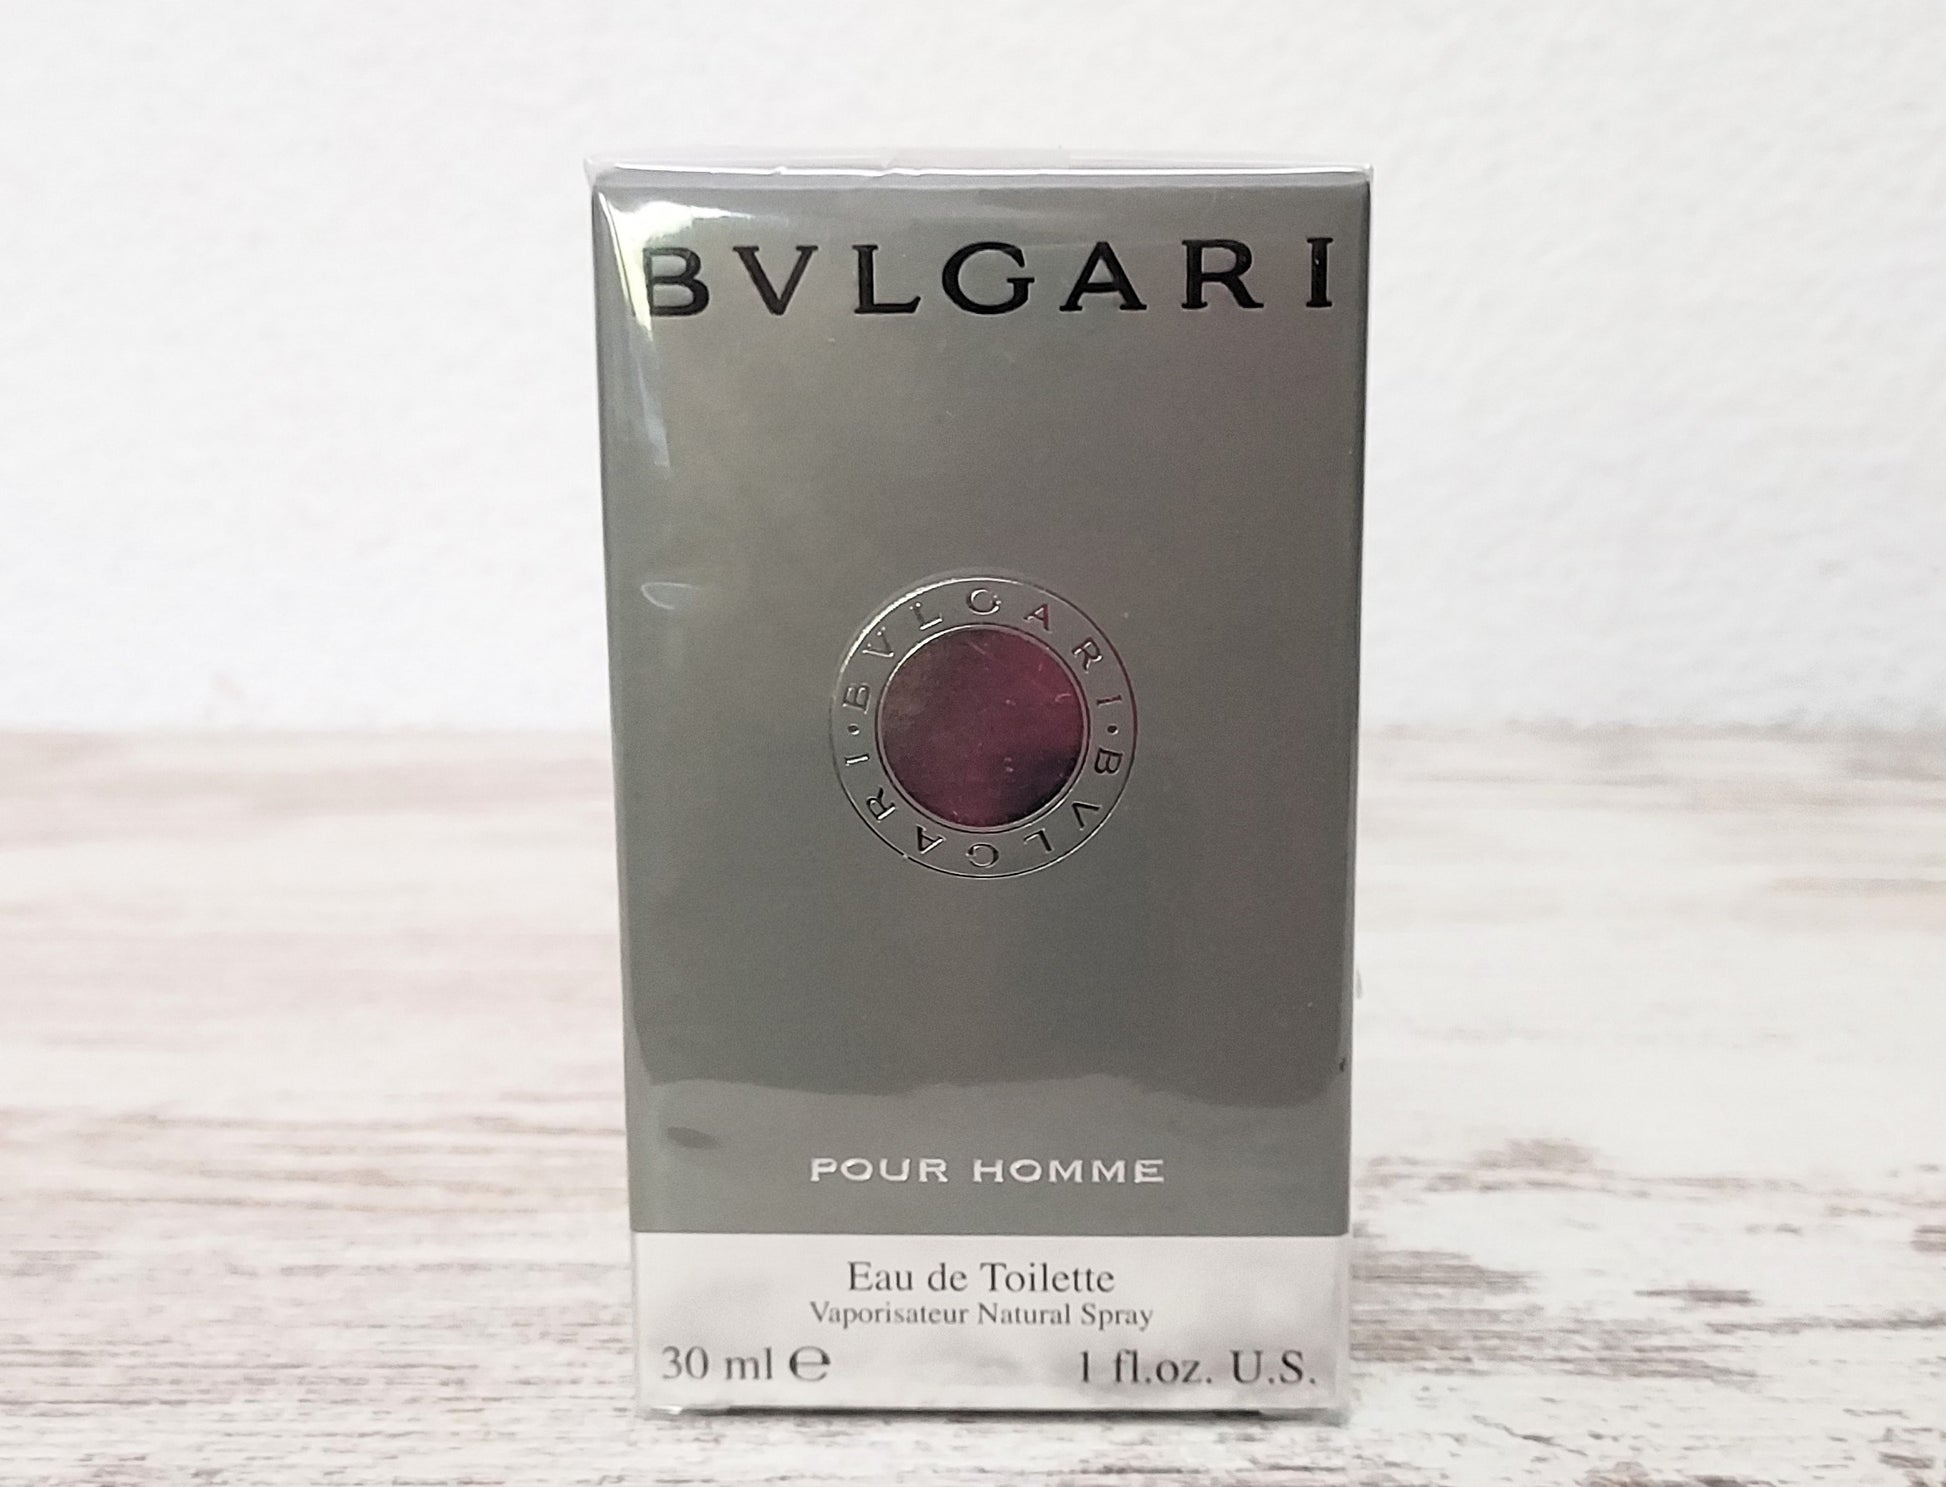 BVLGARI
BVLGARI · BVLGARI ·
POUR HOMME
Eau de Toilette
Vaporisateur Natural Spray
30 ml ℮ 1 fl.oz. U.S.